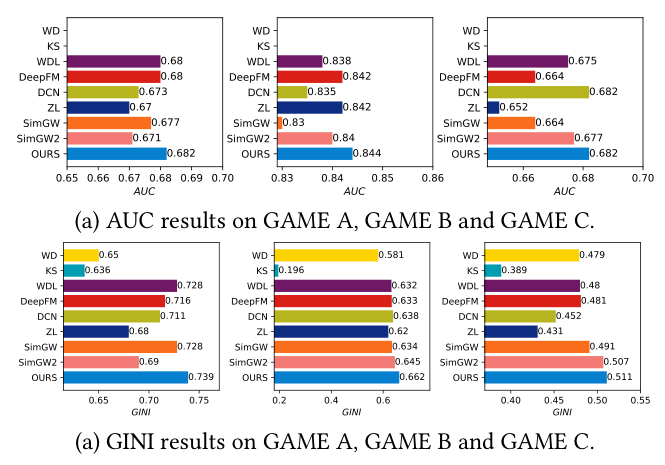 WD
KS
WDL 0.68
DeepFM 0.68
DCN 0.673
ZL 0.67
SimGW 0.677
SimGW2 0.671
OURS 0.682
0.65 0.66 0.67 0.68 0.69 0.70
AUC
WD
KS
WDL 0.838
DeepFM 0.842
DCN 0.835
ZL 0.842
SimGW 0.83
SimGW2 0.84
OURS 0.844
0.83 0.84 0.85 0.86
AUC
WD
KS
WDL 0.675
DeepFM 0.664
DCN 0.682
ZL 0.652
SimGW 0.664
SimGW2 0.677
OURS 0.682
0.66 0.68 0.70
AUC
(a) AUC results on GAME A, GAME B and GAME C.
WD 0.65
KS 0.636
WDL 0.728
DeepFM 0.716
DCN 0.711
ZL 0.68
SimGW 0.728
SimGW2 0.69
OURS 0.739
0.65 0.70 0.75
GINI
WD 0.581
KS 0.196
WDL 0.632
DeepFM 0.633
DCN 0.638
ZL 0.62
SimGW 0.634
SimGW2 0.645
OURS 0.662
0.2 0.4 0.6
GINI
WD 0.479
KS 0.389
WDL 0.48
DeepFM 0.481
DCN 0.452
ZL 0.431
SimGW 0.491
SimGW2 0.507
OURS 0.511
0.40 0.45 0.50 0.55
GINI
(a) GINI results on GAME A, GAME B and GAME C.